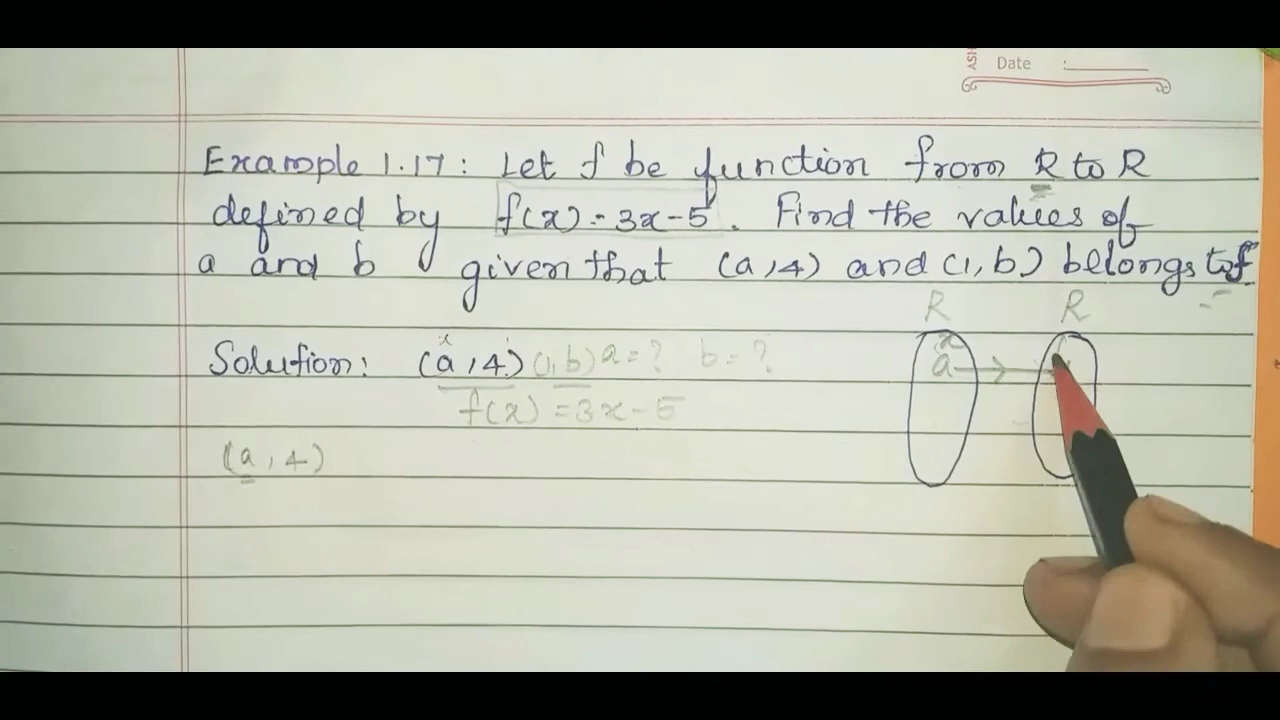 Date :
Example 1.17: Let f be function from R to R
defined by f(x) = 3x-5. Find the values of
a and b given that (a,4) and (1,b) belongs to f.
R R
Solution: (a,4) (1,b) a=? b=?
x
x
a
f(x) = 3x-5
(a,4)